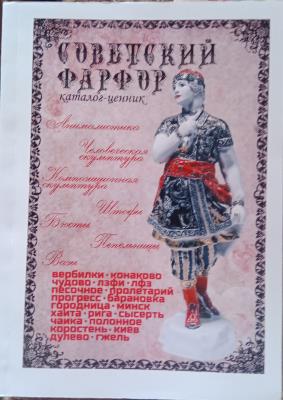 СОВЕТСКИЙ
ФАРФОР
каталог-ценник
Анималистика
Человеческая
скульптура
Композиционная
скульптура
Штофы
Бюсты
Пепельницы
Вазы
вербилки · конаково
чудово · лзфи · лфз
песочное · пролетарий
прогресс · барановка
городница · минск
хаита · рига · сысерть
чайка · полонное
коростень · киев
дулево · гжель